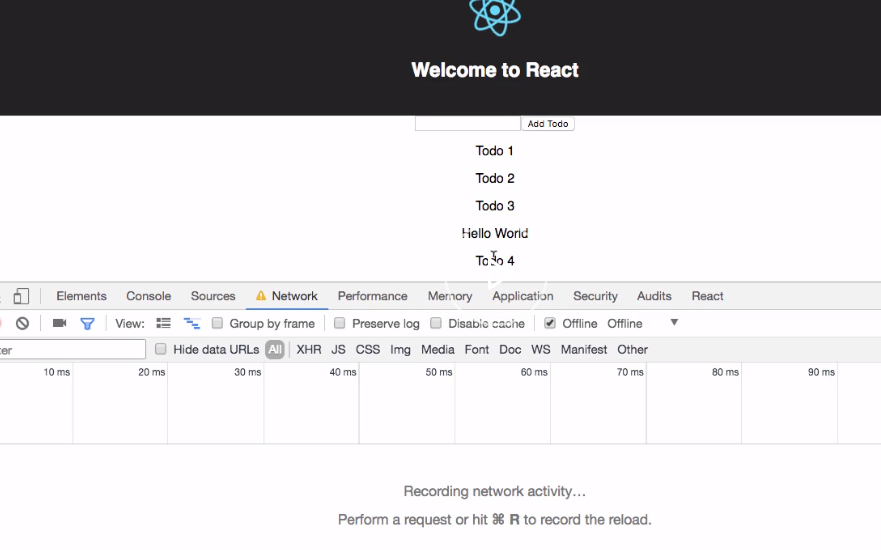 Welcome to React
Add Todo
Todo 1
Todo 2
Todo 3
Hello World
Todo 4
Elements Console Sources Network Performance Memory Application Security Audits React
View: Group by frame Preserve log Disable cache Offline Offline
Hide data URLs All XHR JS CSS Img Media Font Doc WS Manifest Other
10 ms 20 ms 30 ms 40 ms 50 ms 60 ms 70 ms 80 ms 90 ms
Recording network activity…
Perform a request or hit ⌘ R to record the reload.